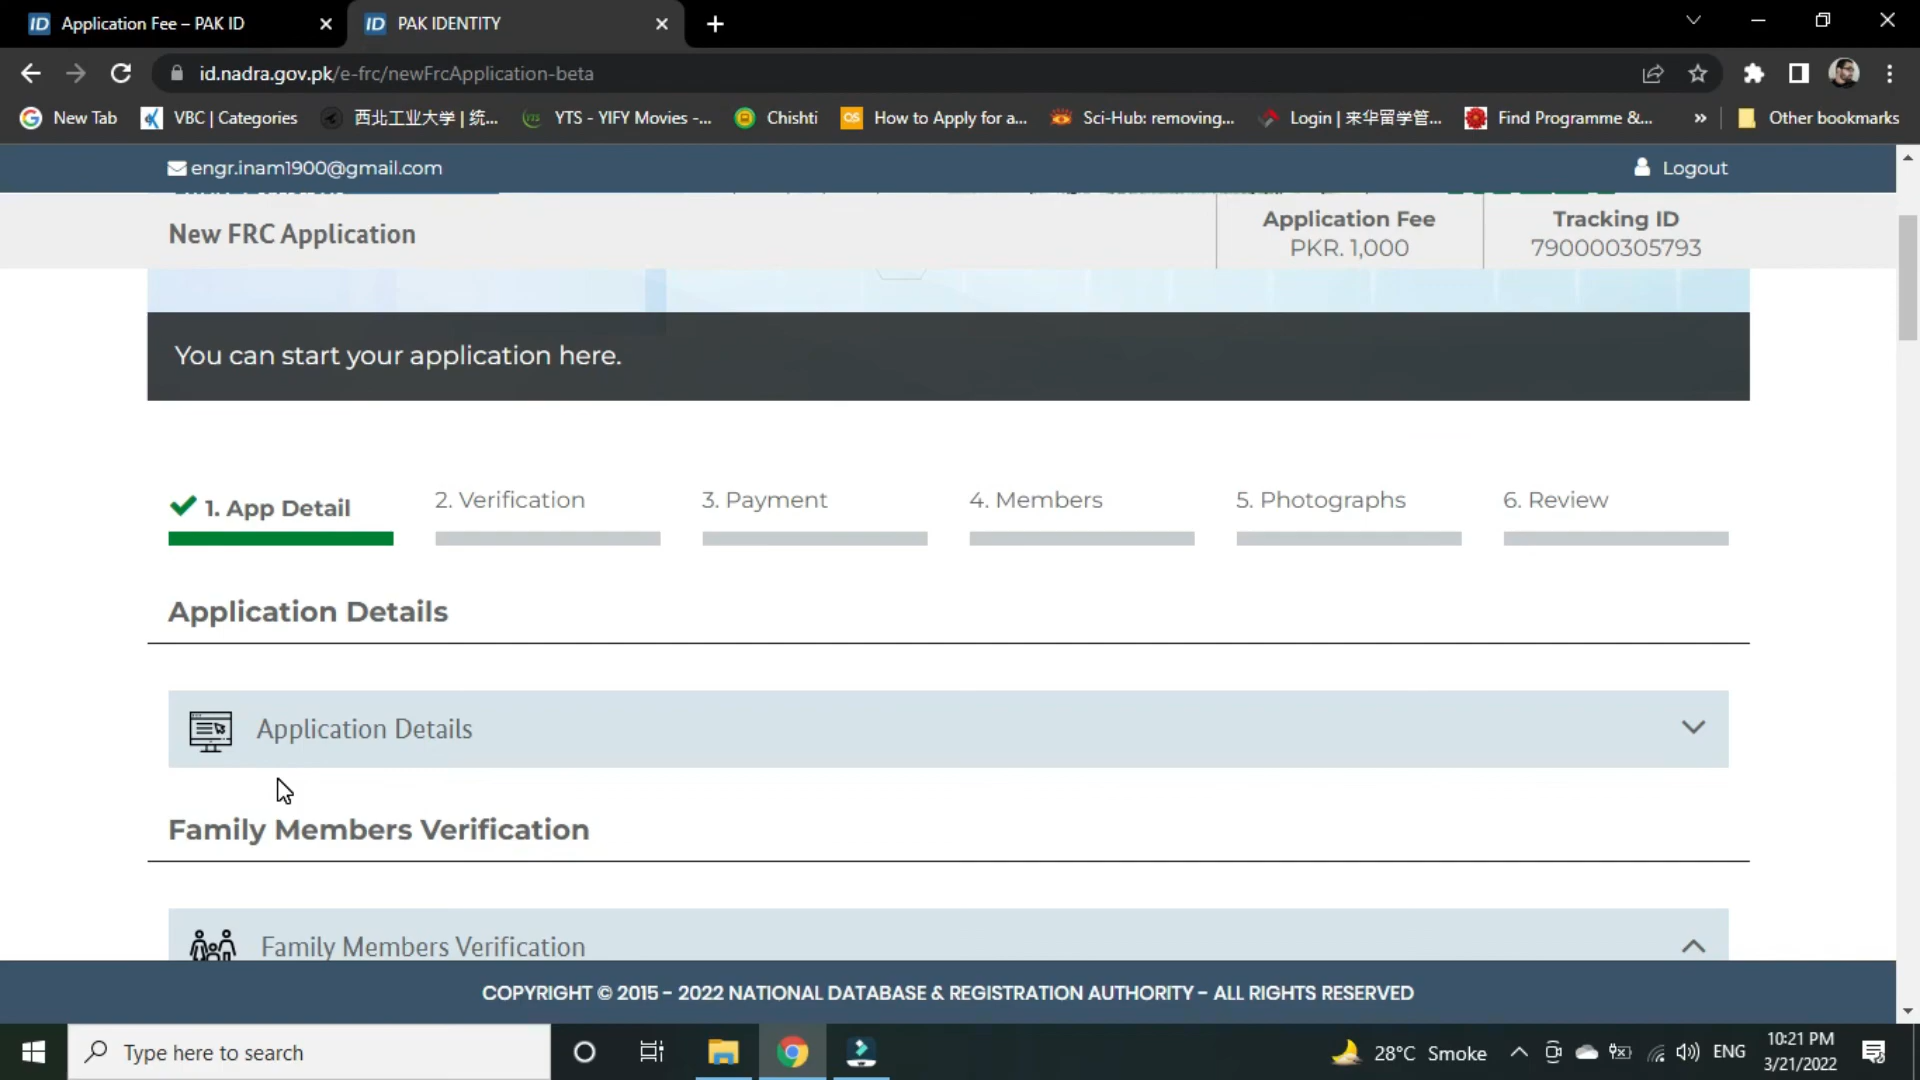 Application Fee – PAK ID
PAK IDENTITY
id.nadra.gov.pk/e-frc/newFrcApplication-beta
New Tab
VBC | Categories
西北工业大学 | 统...
YTS - YIFY Movies -...
Chishti
How to Apply for a...
Sci-Hub: removing...
Login | 来华留学管...
Find Programme &...
»
Other bookmarks
engr.inam1900@gmail.com
Logout
New FRC Application
Application Fee
PKR. 1,000
Tracking ID
790000305793
You can start your application here.
1. App Detail
2. Verification
3. Payment
4. Members
5. Photographs
6. Review
Application Details
Application Details
Family Members Verification
Family Members Verification
COPYRIGHT © 2015 - 2022 NATIONAL DATABASE & REGISTRATION AUTHORITY - ALL RIGHTS RESERVED
Type here to search
28°C Smoke
ENG
10:21 PM
3/21/2022